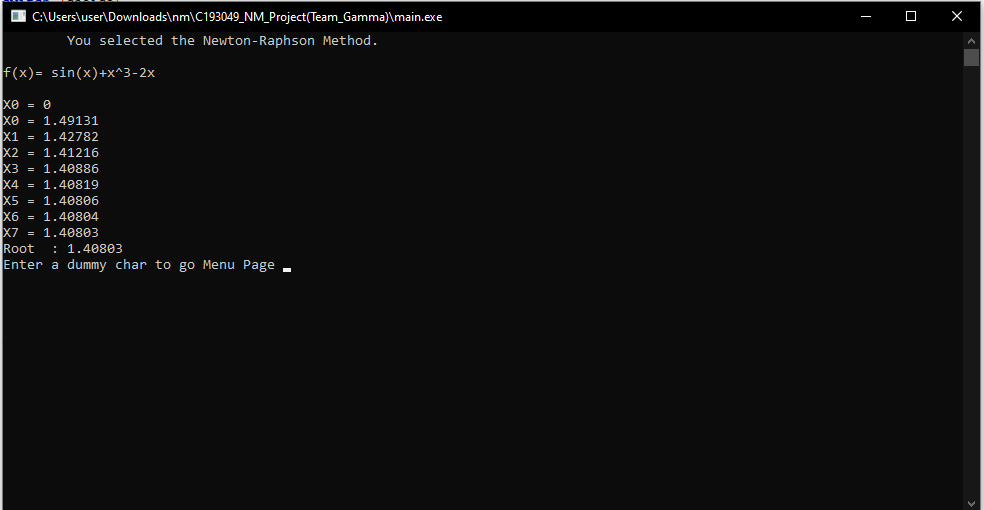 C:\Users\user\Downloads\nm\C193049_NM_Project(Team_Gamma)\main.exe
You selected the Newton-Raphson Method.
f(x)= sin(x)+x^3-2x
X0 = 0
X0 = 1.49131
X1 = 1.42782
X2 = 1.41216
X3 = 1.40886
X4 = 1.40819
X5 = 1.40806
X6 = 1.40804
X7 = 1.40803
Root  : 1.40803
Enter a dummy char to go Menu Page